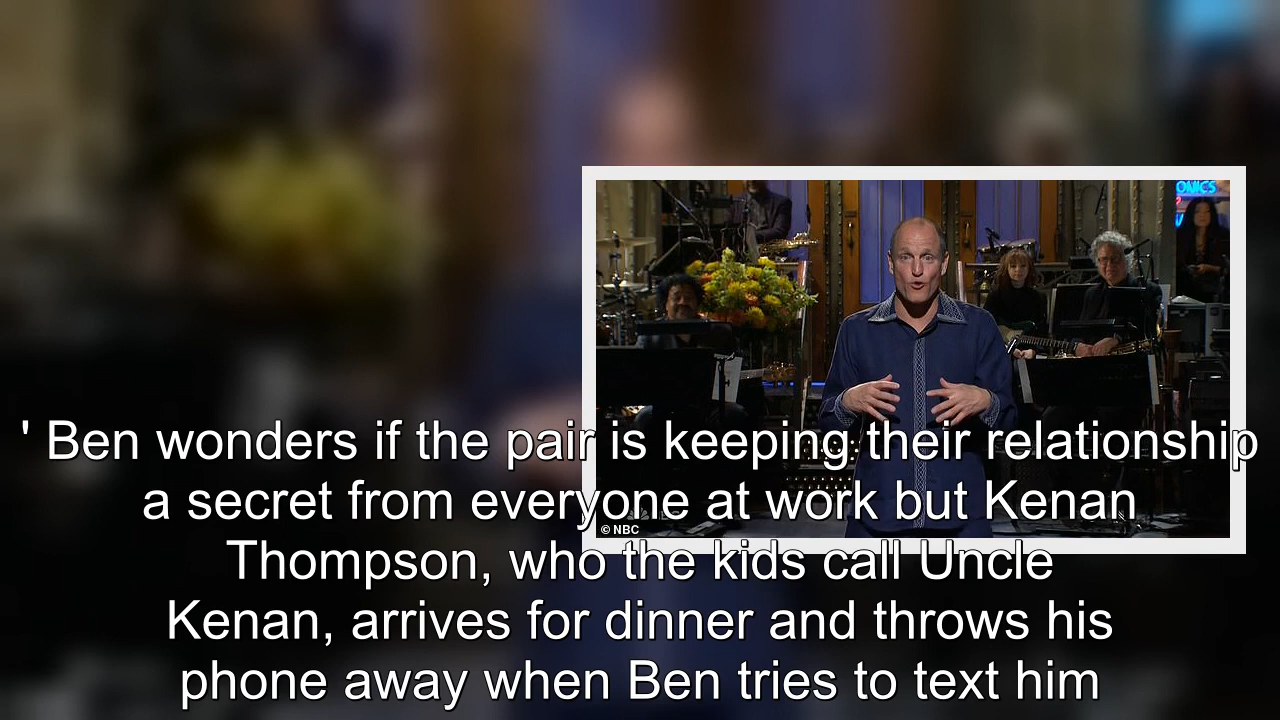 ONICS
© NBC
' Ben wonders if the pair is keeping their relationship
a secret from everyone at work but Kenan
Thompson, who the kids call Uncle
Kenan, arrives for dinner and throws his
phone away when Ben tries to text him